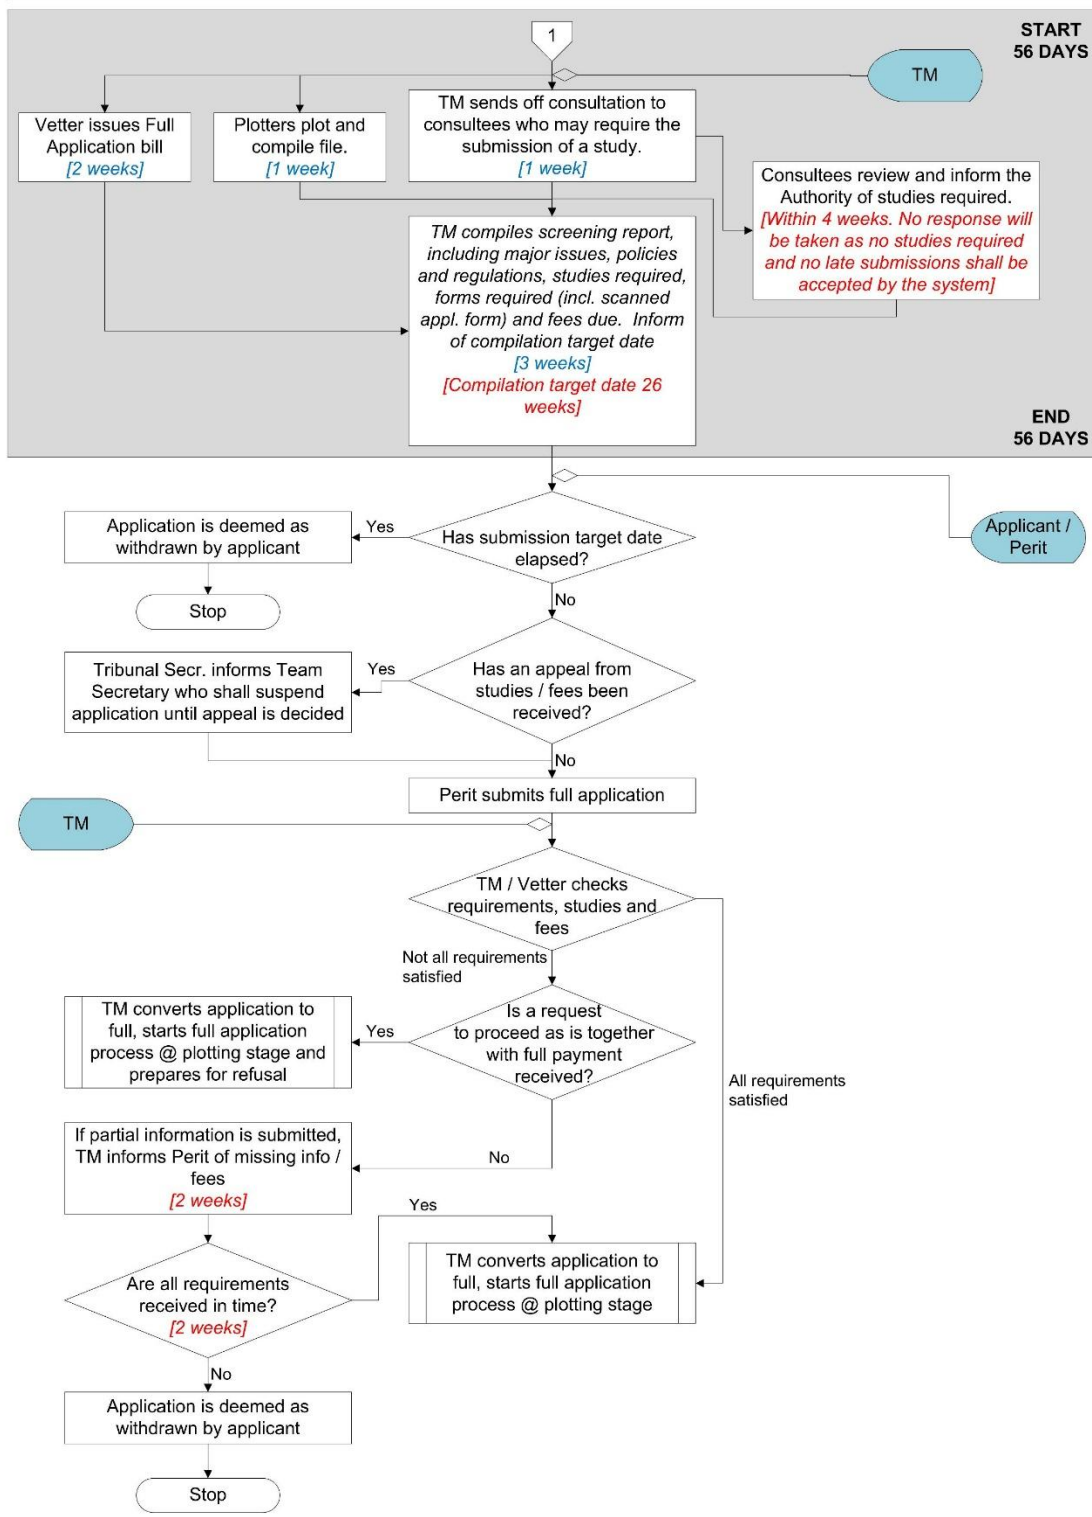 1
START
56 DAYS
TM
Vetter issues Full
Application bill
[2 weeks]
Plotters plot and
compile file.
[1 week]
TM sends off consultation to
consultees who may require the
submission of a study.
[1 week]
Consultees review and inform the
Authority of studies required.
[Within 4 weeks. No response will
be taken as no studies required
and no late submissions shall be
accepted by the system]
TM compiles screening report,
including major issues, policies
and regulations, studies required,
forms required (incl. scanned
appl. form) and fees due. Inform
of compilation target date
[3 weeks]
[Compilation target date 26
weeks]
END
56 DAYS
Application is deemed as
withdrawn by applicant
Yes
Has submission target date
elapsed?
Applicant /
Perit
Stop
No
Tribunal Secr. informs Team
Secretary who shall suspend
application until appeal is decided
Yes
Has an appeal from
studies / fees been
received?
No
Perit submits full application
TM
TM / Vetter checks
requirements, studies and
fees
Not all requirements
satisfied
TM converts application to
full, starts full application
process @ plotting stage and
prepares for refusal
Yes
Is a request
to proceed as is together
with full payment
received?
All requirements
satisfied
If partial information is submitted,
TM informs Perit of missing info /
fees
[2 weeks]
No
Yes
Are all requirements
received in time?
[2 weeks]
TM converts application to
full, starts full application
process @ plotting stage
No
Application is deemed as
withdrawn by applicant
Stop